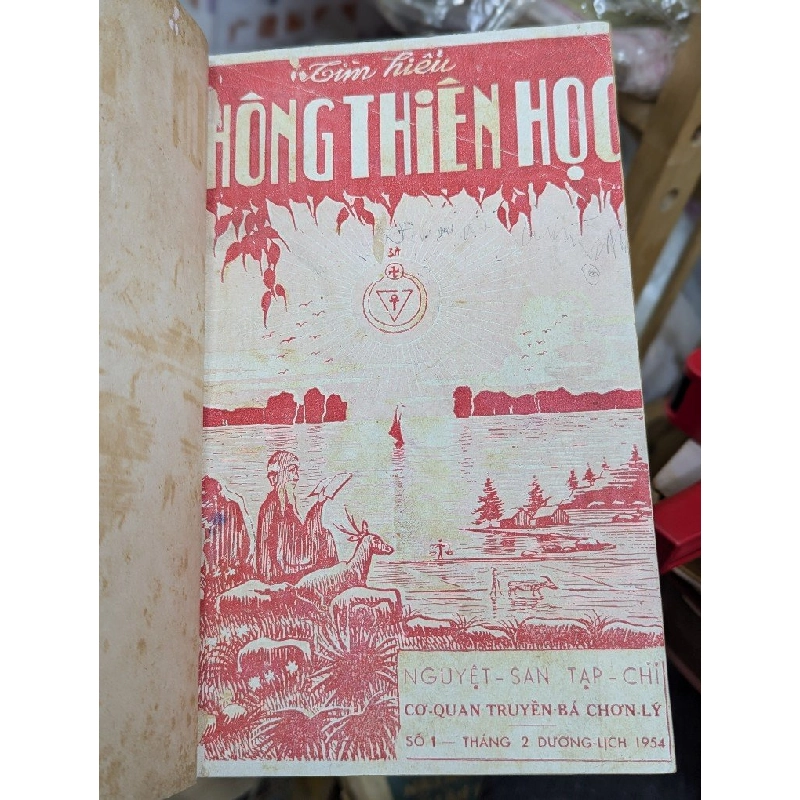 Tìm hiểu
HÔNG THIÊN HỌC
NGUYỆT-SAN TẠP-CHÍ
CƠ-QUAN TRUYỀN-BÁ CHƠN-LÝ
SỐ 1 — THÁNG 2 DƯƠNG-LỊCH 1954